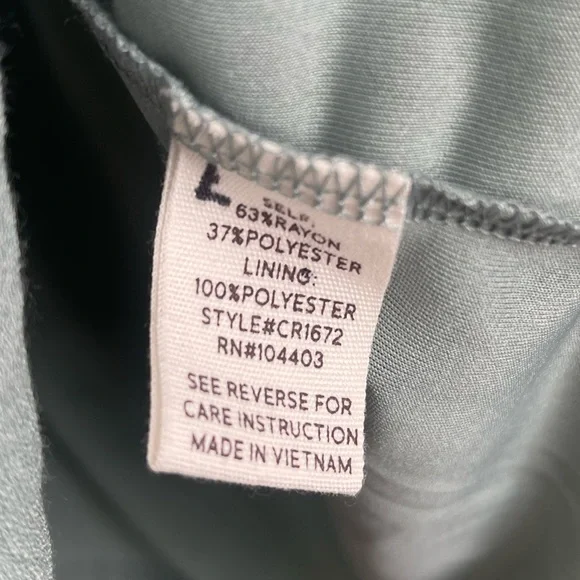 L
SELF:
63%RAYON
37%POLYESTER
LINING:
100%POLYESTER
STYLE#CR1672
RN#104403
SEE REVERSE FOR
CARE INSTRUCTION
MADE IN VIETNAM